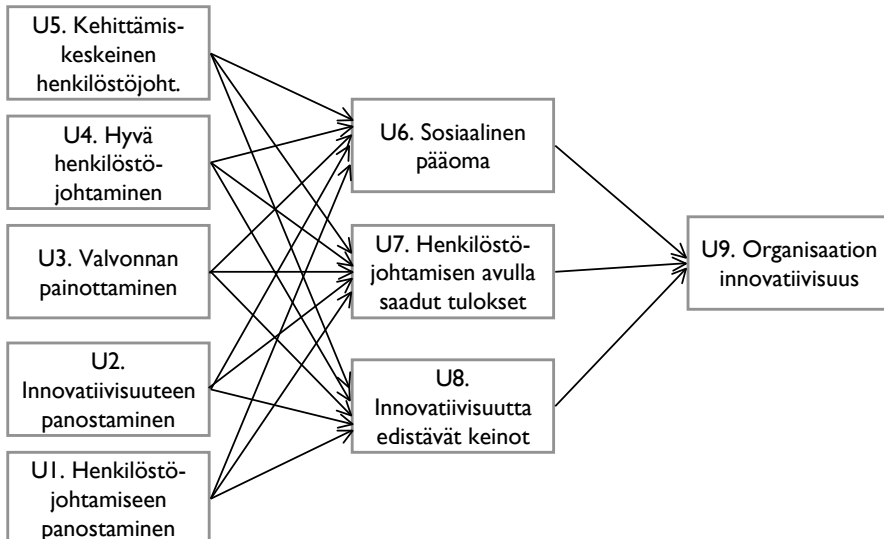 U5. Kehittämis-
keskeinen
henkilöstöjoht.
U4. Hyvä
henkilöstö-
johtaminen
U3. Valvonnan
painottaminen
U2.
Innovatiivisuuteen
panostaminen
U1. Henkilöstö-
johtamiseen
panostaminen
U6. Sosiaalinen
pääoma
U7. Henkilöstö-
johtamisen avulla
saadut tulokset
U8.
Innovatiivisuutta
edistävät keinot
U9. Organisaation
innovatiivisuus